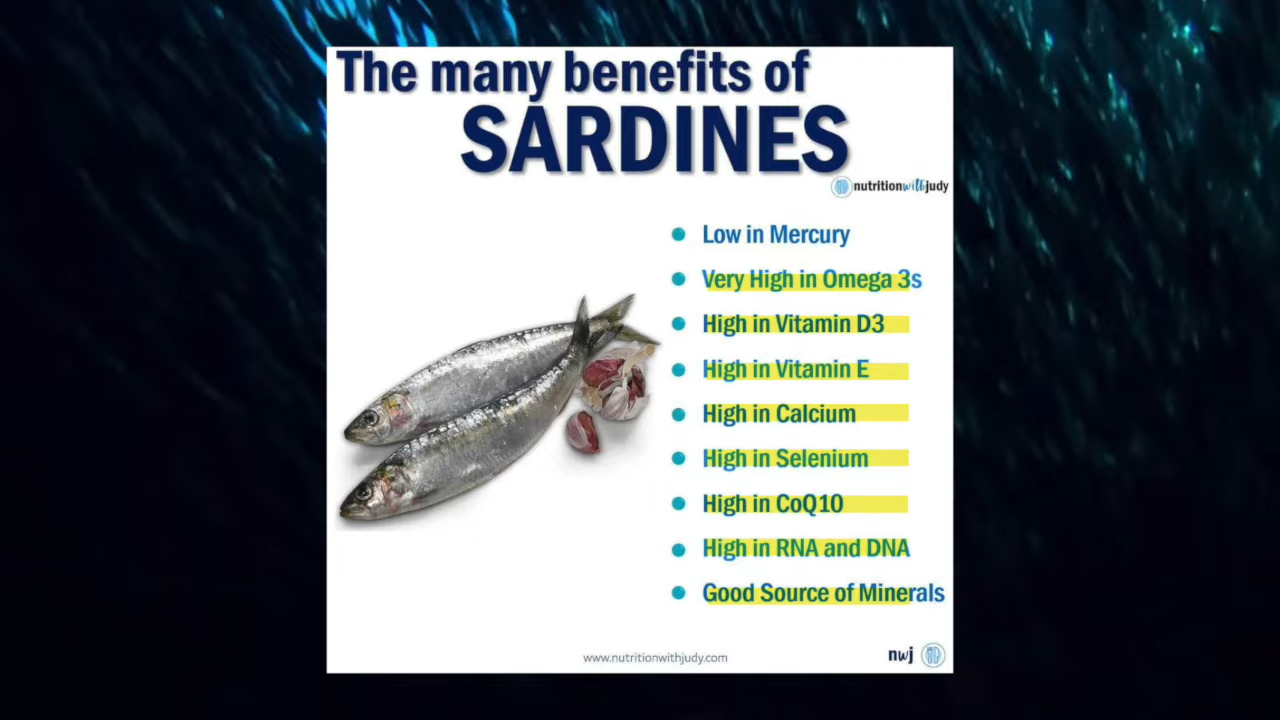 The many benefits of
SARDINES
nutritionwithjudy
Low in Mercury
Very High in Omega 3s
High in Vitamin D3
High in Vitamin E
High in Calcium
High in Selenium
High in CoQ10
High in RNA and DNA
Good Source of Minerals
www.nutritionwithjudy.com
nwj